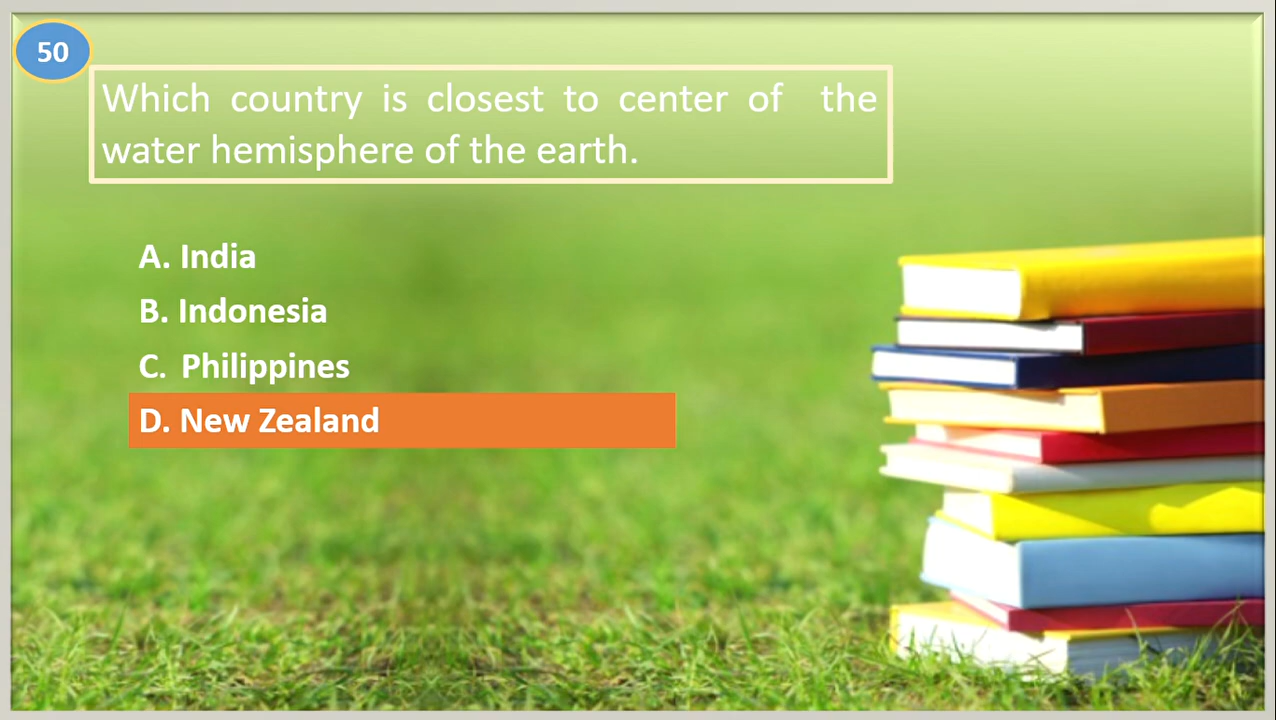 50
Which country is closest to center of the
water hemisphere of the earth.
A. India
B. Indonesia
C. Philippines
D. New Zealand